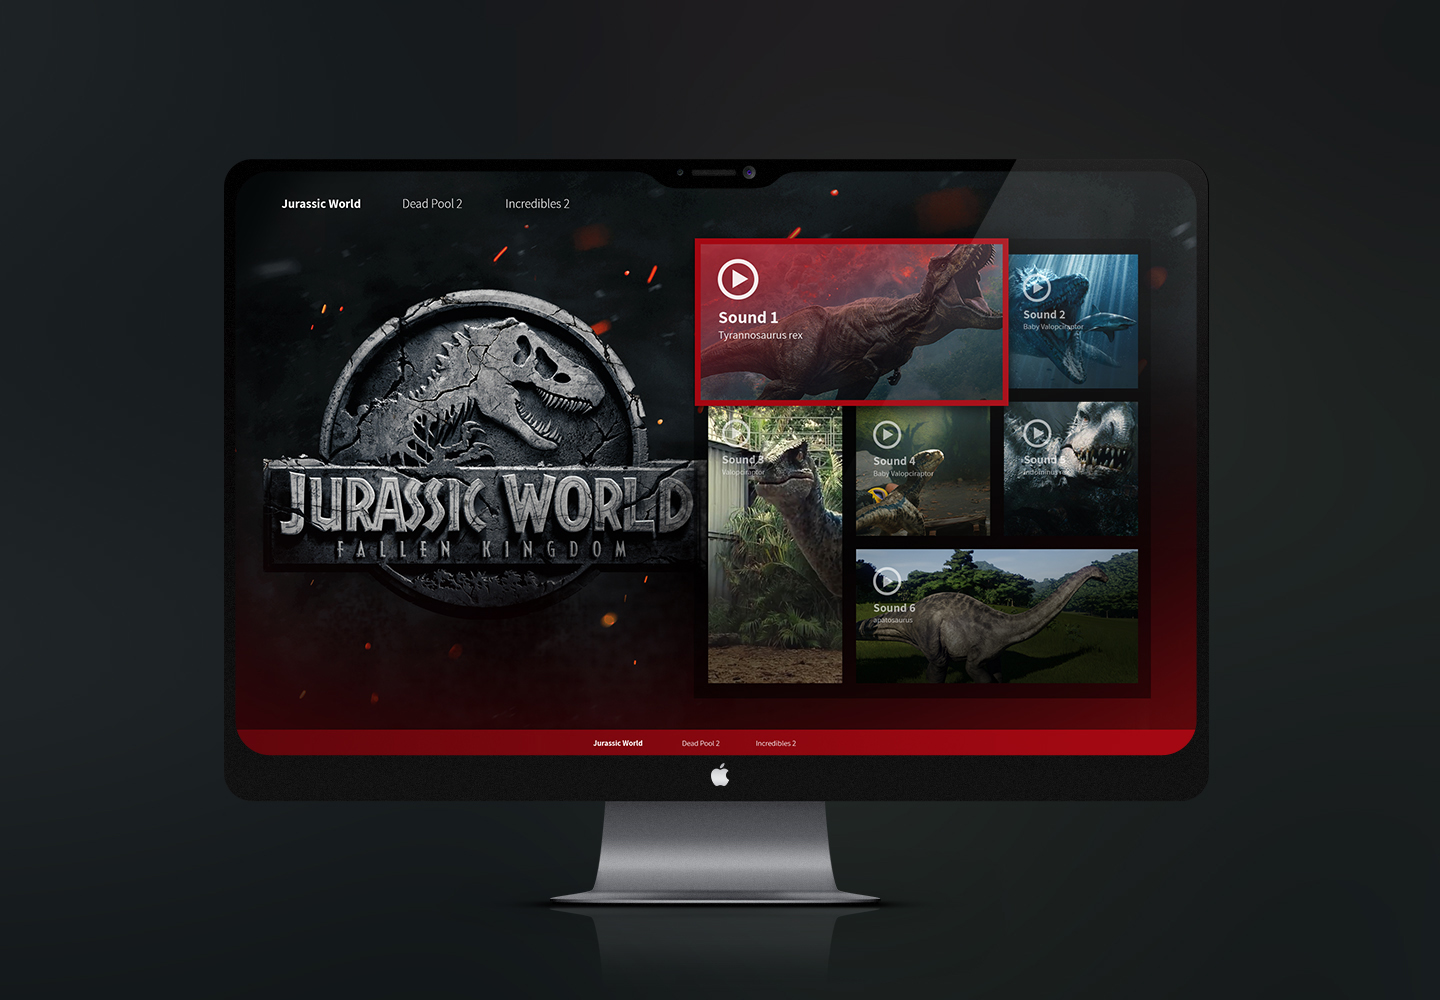 Jurassic World
Dead Pool 2
Incredibles 2
Sound 1
Tyrannosaurus rex
Sound 2
Baby Valopciraptor
JURASSIC WORLD
FALLEN KINGDOM
Sound 3
Valopciraptor
Sound 4
Baby Valopciraptor
Sound 5
Indominus rex
Sound 6
apatosaurus
Jurassic World
Dead Pool 2
Incredibles 2